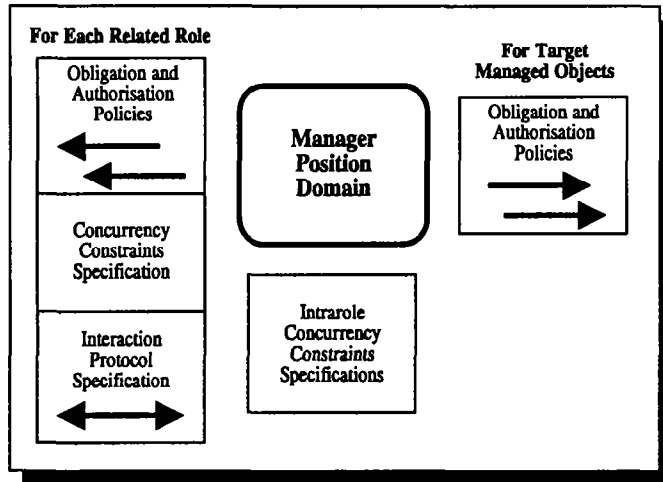 For Each Related Role
Obligation and
Authorisation
Policies
Concurrency
Constraints
Specification
Interaction
Protocol
Specification
Manager
Position
Domain
Intrarole
Concurrency
Constraints
Specifications
For Target
Managed Objects
Obligation and
Authorisation
Policies